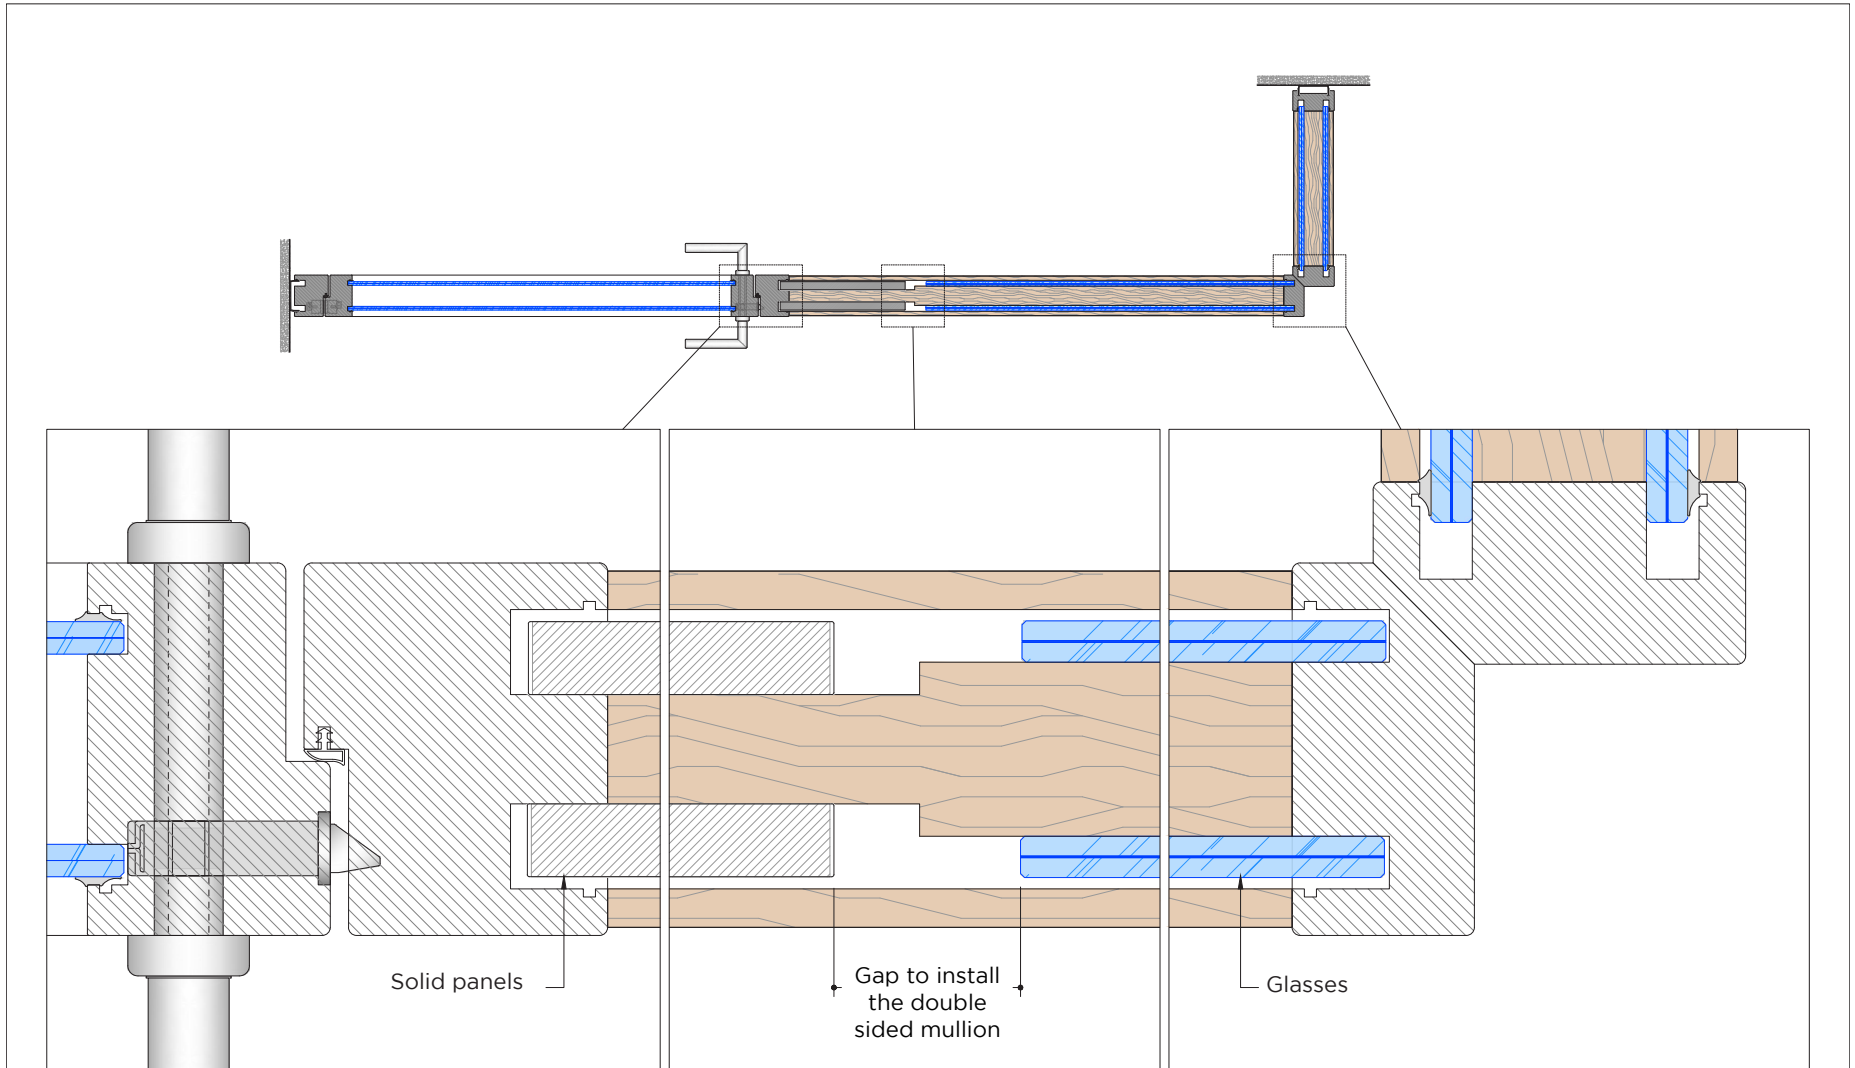 Solid panels
Gap to install
the double
sided mullion
Glasses